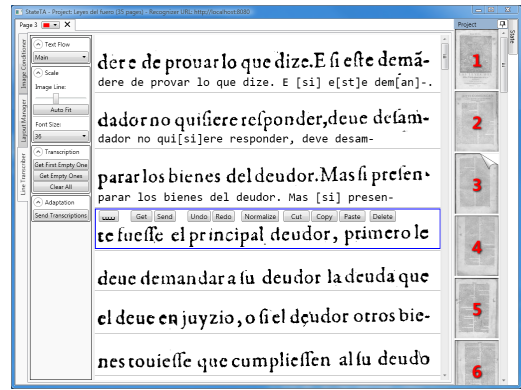 StateTA - Project: Leyes del fuero (35 pages) - Recogniser URL: http://localhost:8080
Page 3
Project
State
Image Conditioner
Layout Manager
Line Transcriber
Text Flow
Main
Scale
Image Line:
Auto Fit
Font Size:
36
Transcription
Get First Empty One
Get Empty Ones
Clear All
Adaptation
Send Transcriptions
dere de prouar lo que dize. E ſi eſte demã-
dere de provar lo que dize. E [si] e[st]e dem[an]-.
dador no quiſiere reſponder, deue deſam-
dador no qui[si]ere responder, deve desam-
parar los bienes del deudor. Mas ſi preſen-
parar los bienes del deudor. Mas [si] presen-
Get Send Undo Redo Normalize Cut Copy Paste Delete
te fueſſe el principal deudor, primero le
deue demandar a ſu deudor la deuda que
el deue en juyzio, o ſi el deudor otros bie-
nes touieſſe que cumplieſſen al ſu deudo
1
2
3
4
5
6